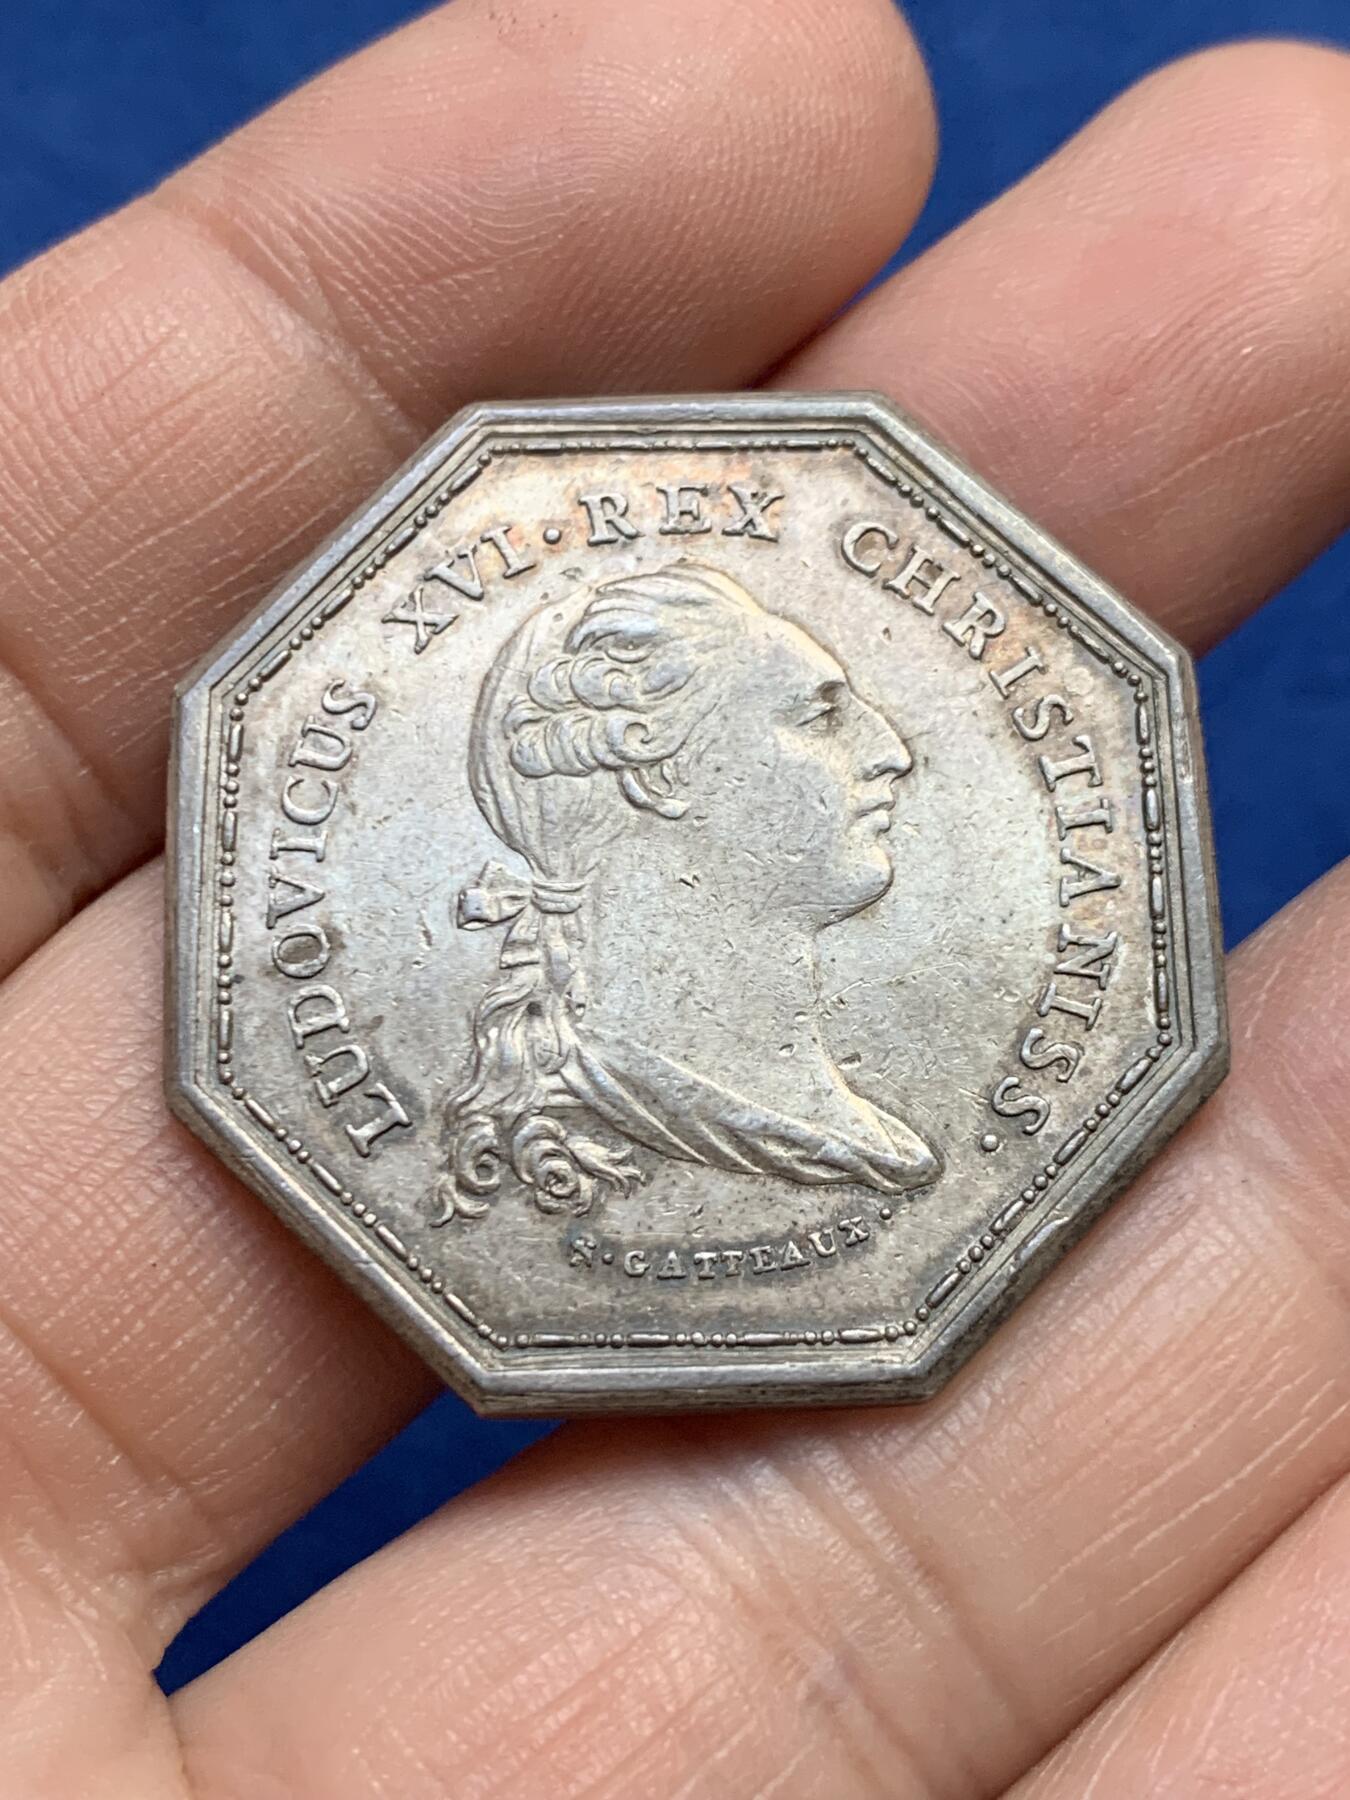 LUDOVICUS XVI · REX CHRISTIANISS ·
N · GATTEAUX ·